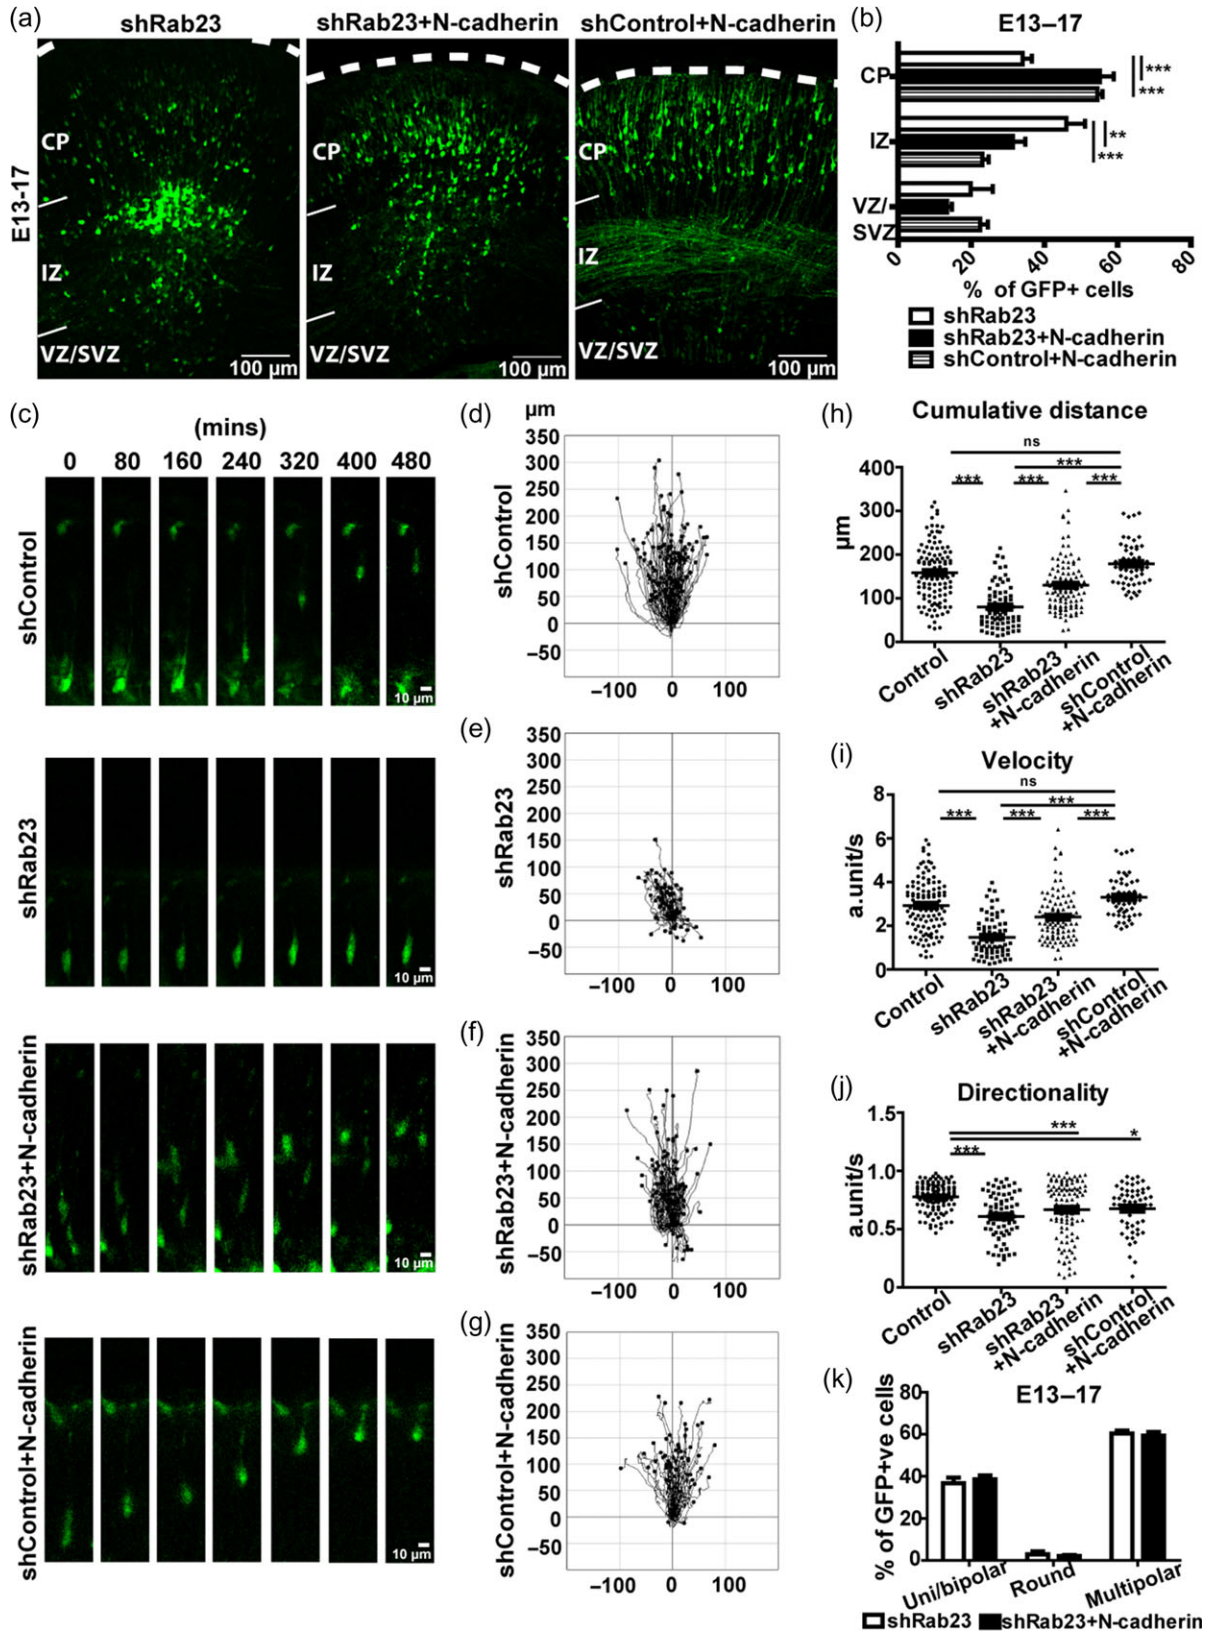 (a)
shRab23
shRab23+N-cadherin
shControl+N-cadherin
E13-17
CP
IZ
VZ/SVZ
100 µm
CP
IZ
VZ/SVZ
100 µm
CP
IZ
VZ/SVZ
100 µm
(b)
E13–17
CP
IZ
VZ/
SVZ
***
***
**
***
0 20 40 60 80
% of GFP+ cells
shRab23
shRab23+N-cadherin
shControl+N-cadherin
(c)
(mins)
0 80 160 240 320 400 480
shControl
10 µm
shRab23
10 µm
shRab23+N-cadherin
10 µm
shControl+N-cadherin
10 µm
(d)
µm
shControl
350
300
250
200
150
100
50
0
–50
–100 0 100
(e)
shRab23
350
300
250
200
150
100
50
0
–50
–100 0 100
(f)
shRab23+N-cadherin
350
300
250
200
150
100
50
0
–50
–100 0 100
(g)
shControl+N-cadherin
350
300
250
200
150
100
50
0
–50
–100 0 100
(h)
Cumulative distance
ns
***
*** *** ***
µm
400
300
200
100
0
Control
shRab23
shRab23
+N-cadherin
shControl
+N-cadherin
(i)
Velocity
ns
***
*** *** ***
a.unit/s
8
6
4
2
0
Control
shRab23
shRab23
+N-cadherin
shControl
+N-cadherin
(j)
Directionality
***
*
***
a.unit/s
1.5
1.0
0.5
0
Control
shRab23
shRab23
+N-cadherin
shControl
+N-cadherin
(k)
E13–17
% of GFP+ve cells
80
60
40
20
0
Uni/bipolar
Round
Multipolar
shRab23
shRab23+N-cadherin